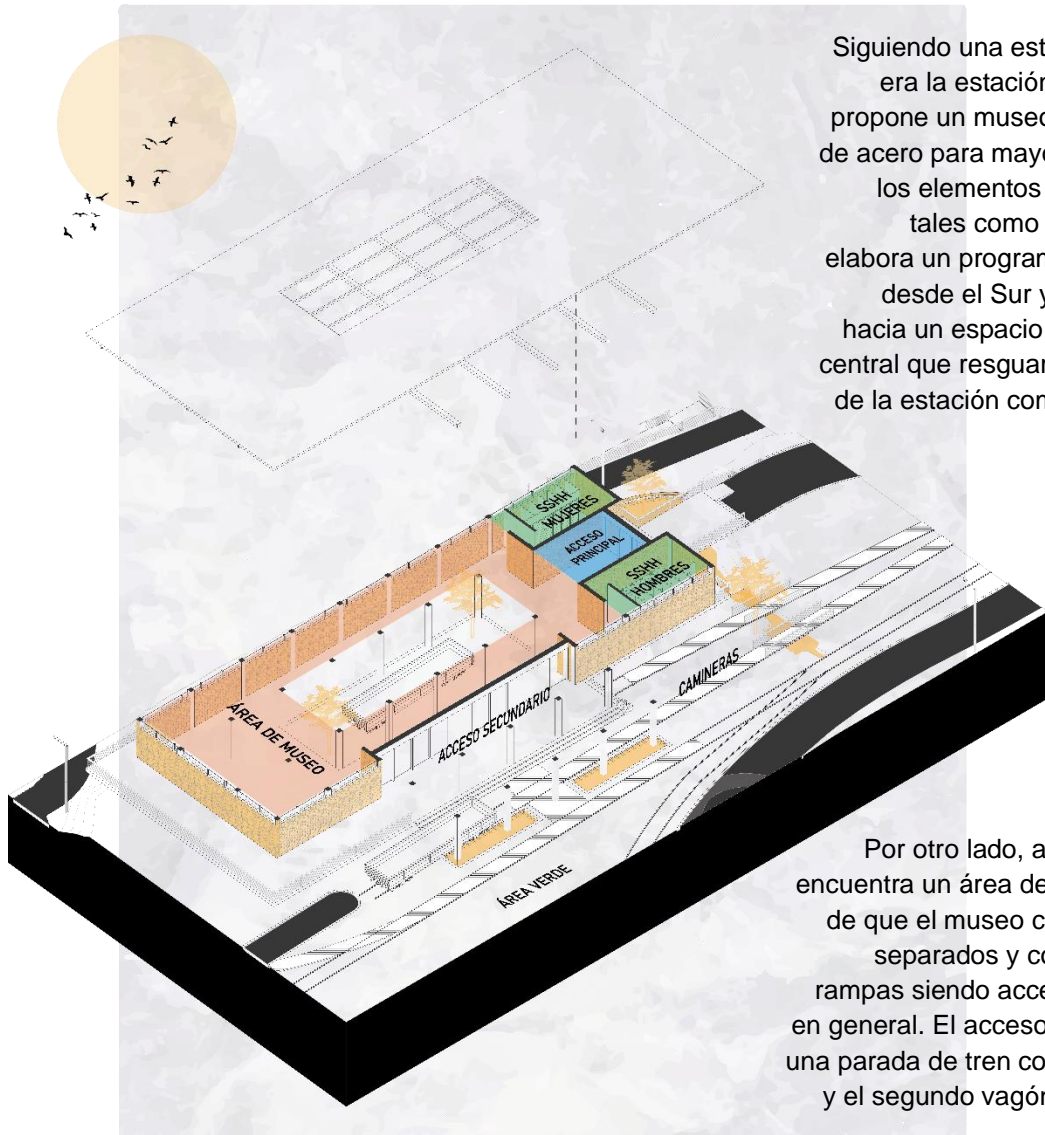 Siguiendo una est
era la estación
propone un museo
de acero para mayo
los elementos
tales como
elabora un program
desde el Sur y
hacia un espacio
central que resguar
de la estación con
SSHH
MUJERES
ACCESO
PRINCIPAL
SSHH
HOMBRES
ÁREA DE MUSEO
ACCESO SECUNDARIO
CAMINERAS
ÁREA VERDE
Por otro lado, a
encuentra un área de
de que el museo c
separados y co
rampas siendo acce
en general. El acceso
una parada de tren co
y el segundo vagón